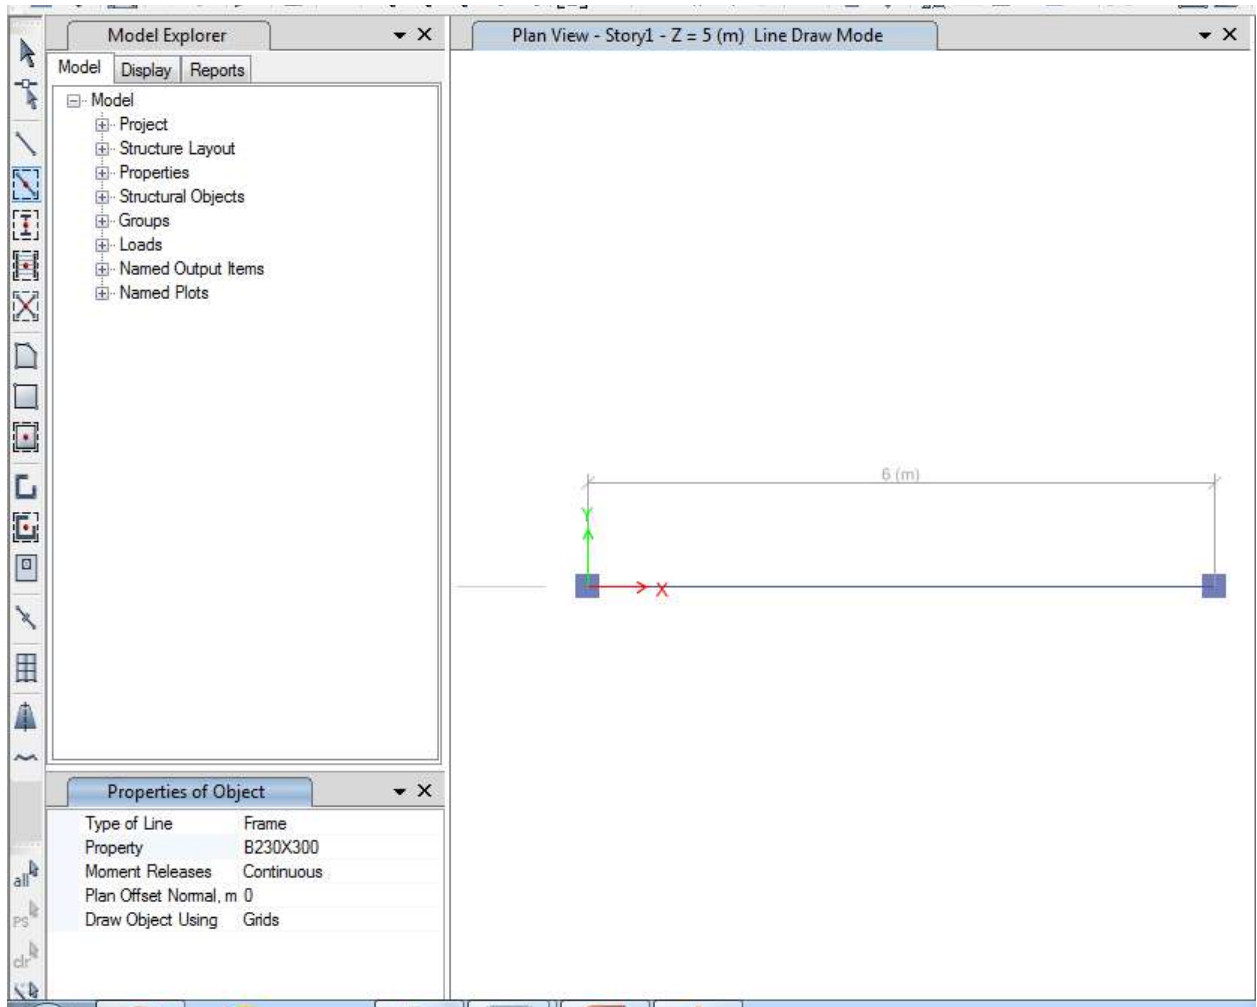 Model Explorer
Plan View - Story1 - Z = 5 (m) Line Draw Mode
Model Display Reports
Model
Project
Structure Layout
Properties
Structural Objects
Groups
Loads
Named Output Items
Named Plots
6 (m)
Y
X
Properties of Object
Type of Line Frame
Property B230X300
Moment Releases Continuous
Plan Offset Normal, m 0
Draw Object Using Grids
all
PS
clr